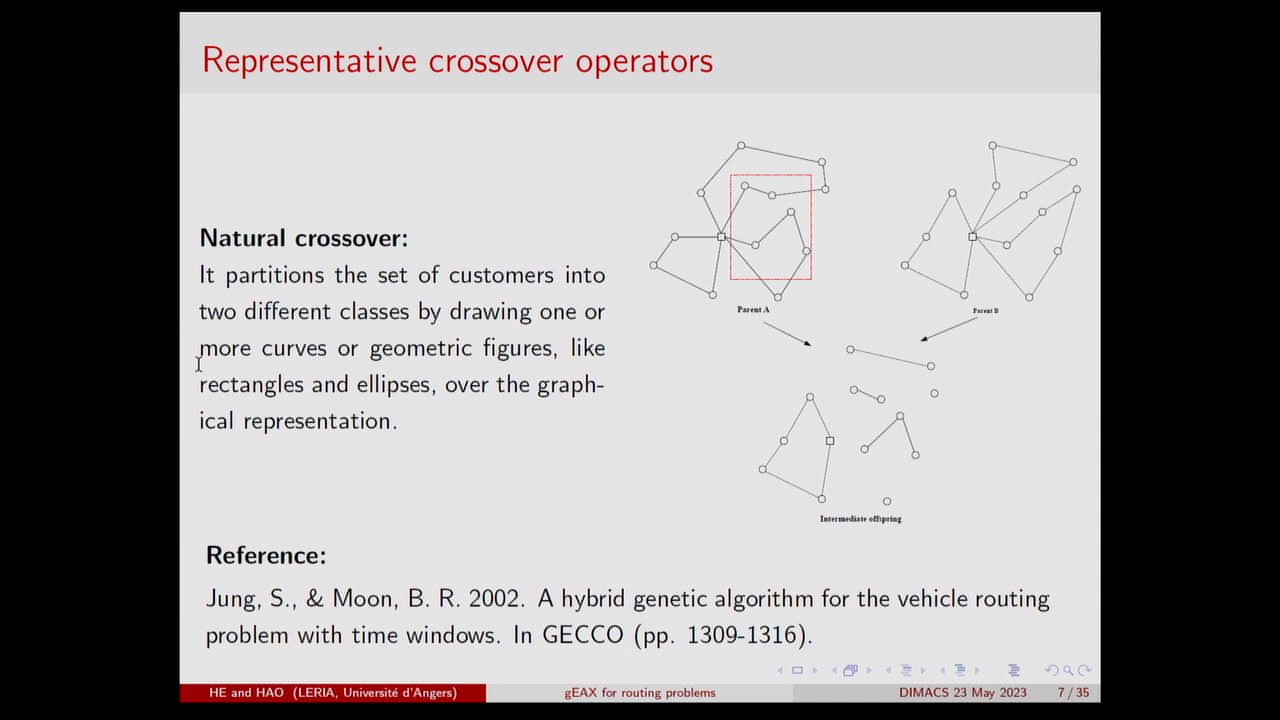 Representative crossover operators
Natural crossover:
It partitions the set of customers into
two different classes by drawing one or
more curves or geometric figures, like
rectangles and ellipses, over the graph-
ical representation.
Parent A
Parent B
Intermediate offspring
Reference:
Jung, S., & Moon, B. R. 2002. A hybrid genetic algorithm for the vehicle routing
problem with time windows. In GECCO (pp. 1309-1316).
HE and HAO (LERIA, Université d'Angers)
gEAX for routing problems
DIMACS 23 May 2023
7 / 35